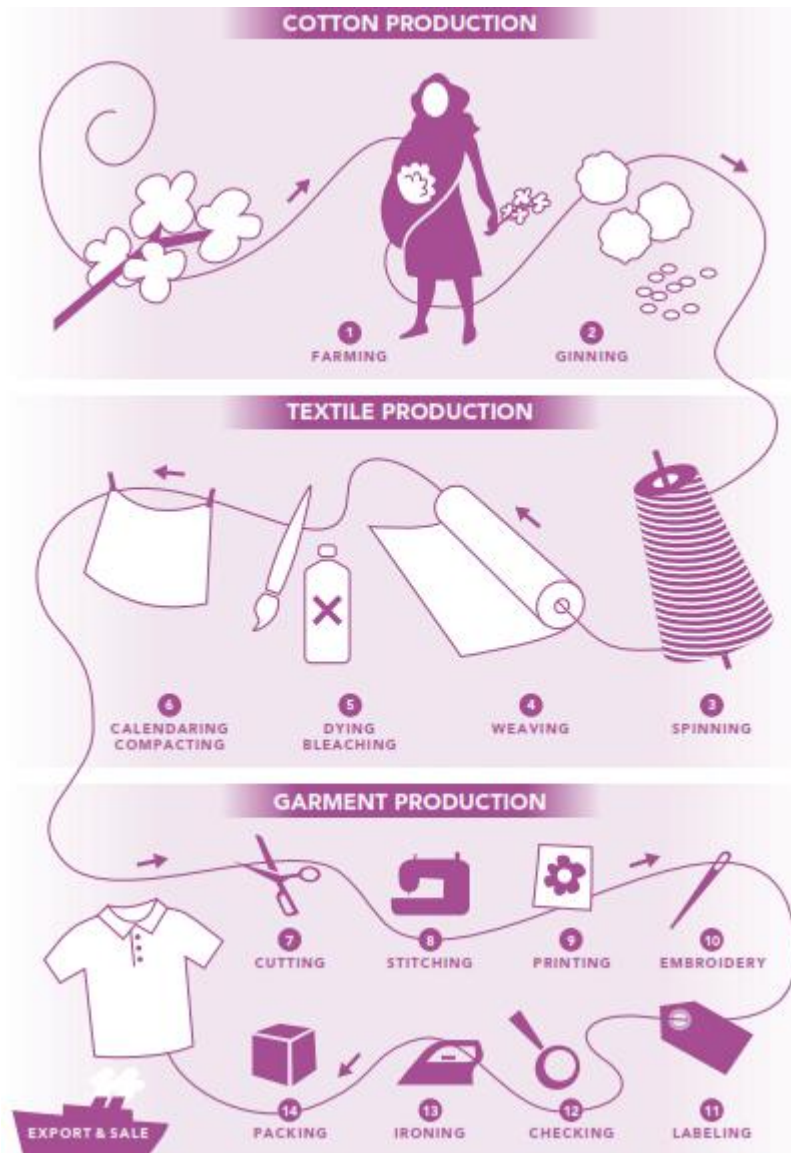 COTTON PRODUCTION
1
FARMING
2
GINNING
TEXTILE PRODUCTION
6
CALENDARING
COMPACTING
5
DYING
BLEACHING
4
WEAVING
3
SPINNING
GARMENT PRODUCTION
7
CUTTING
8
STITCHING
9
PRINTING
10
EMBROIDERY
14
PACKING
13
IRONING
12
CHECKING
11
LABELING
EXPORT & SALE